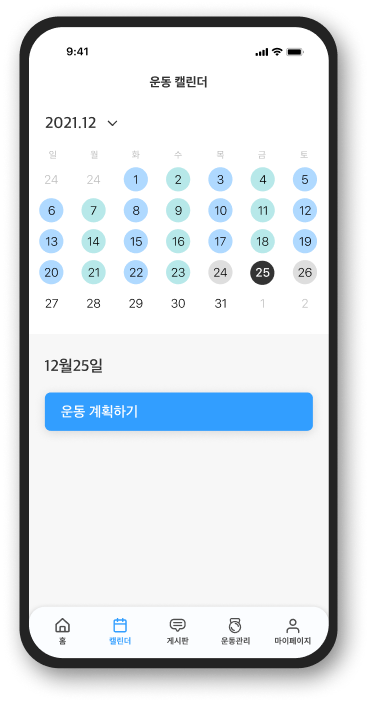 9:41
운동 캘린더
2021.12
일 월 화 수 목 금 토
24 24 1 2 3 4 5
6 7 8 9 10 11 12
13 14 15 16 17 18 19
20 21 22 23 24 25 26
27 28 29 30 31 1 2
12월25일
운동 계획하기
홈 캘린더 게시판 운동관리 마이페이지